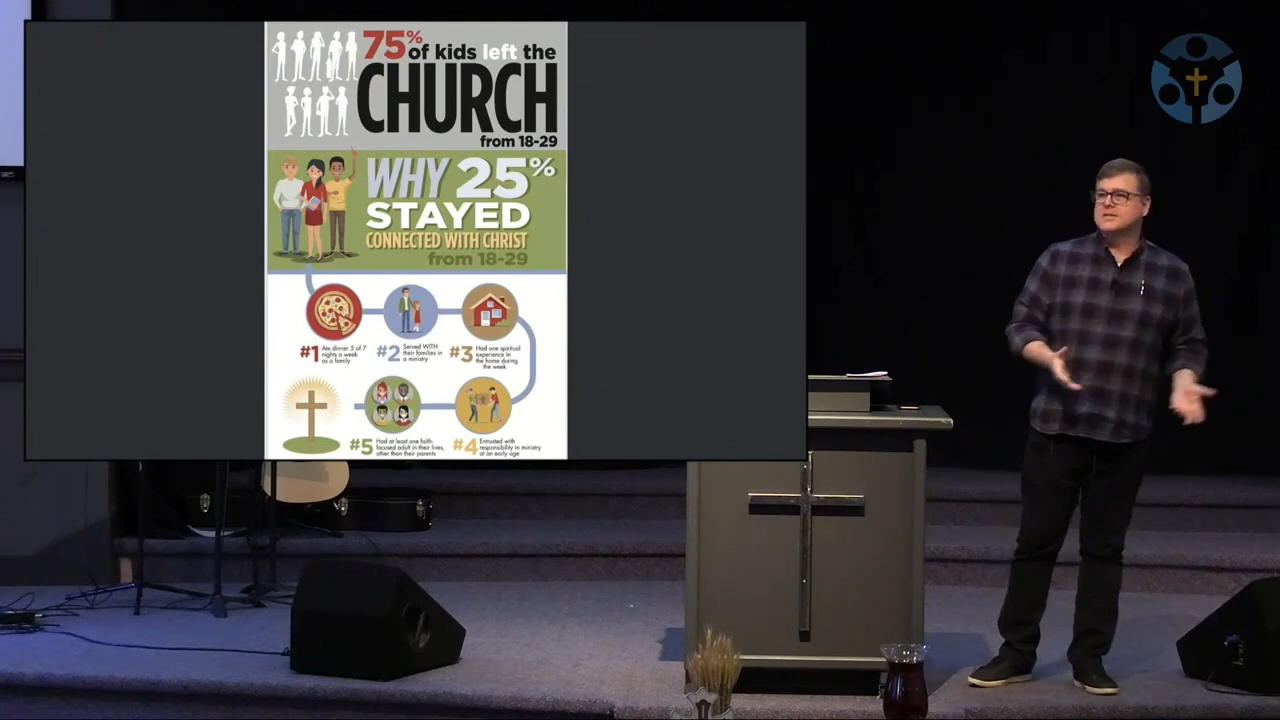 75% of kids left the
CHURCH
from 18-29
WHY 25%
STAYED
CONNECTED WITH CHRIST
from 18-29
#1 Ate dinner 5 of 7
nights a week
as a family
#2 Served WITH
their families in
a ministry
#3 Had one spiritual
experience in
the home during
the week
#5 Had at least one faith-
focused adult in their lives,
other than their parents
#4 Entrusted with
responsibility in ministry
at an early age